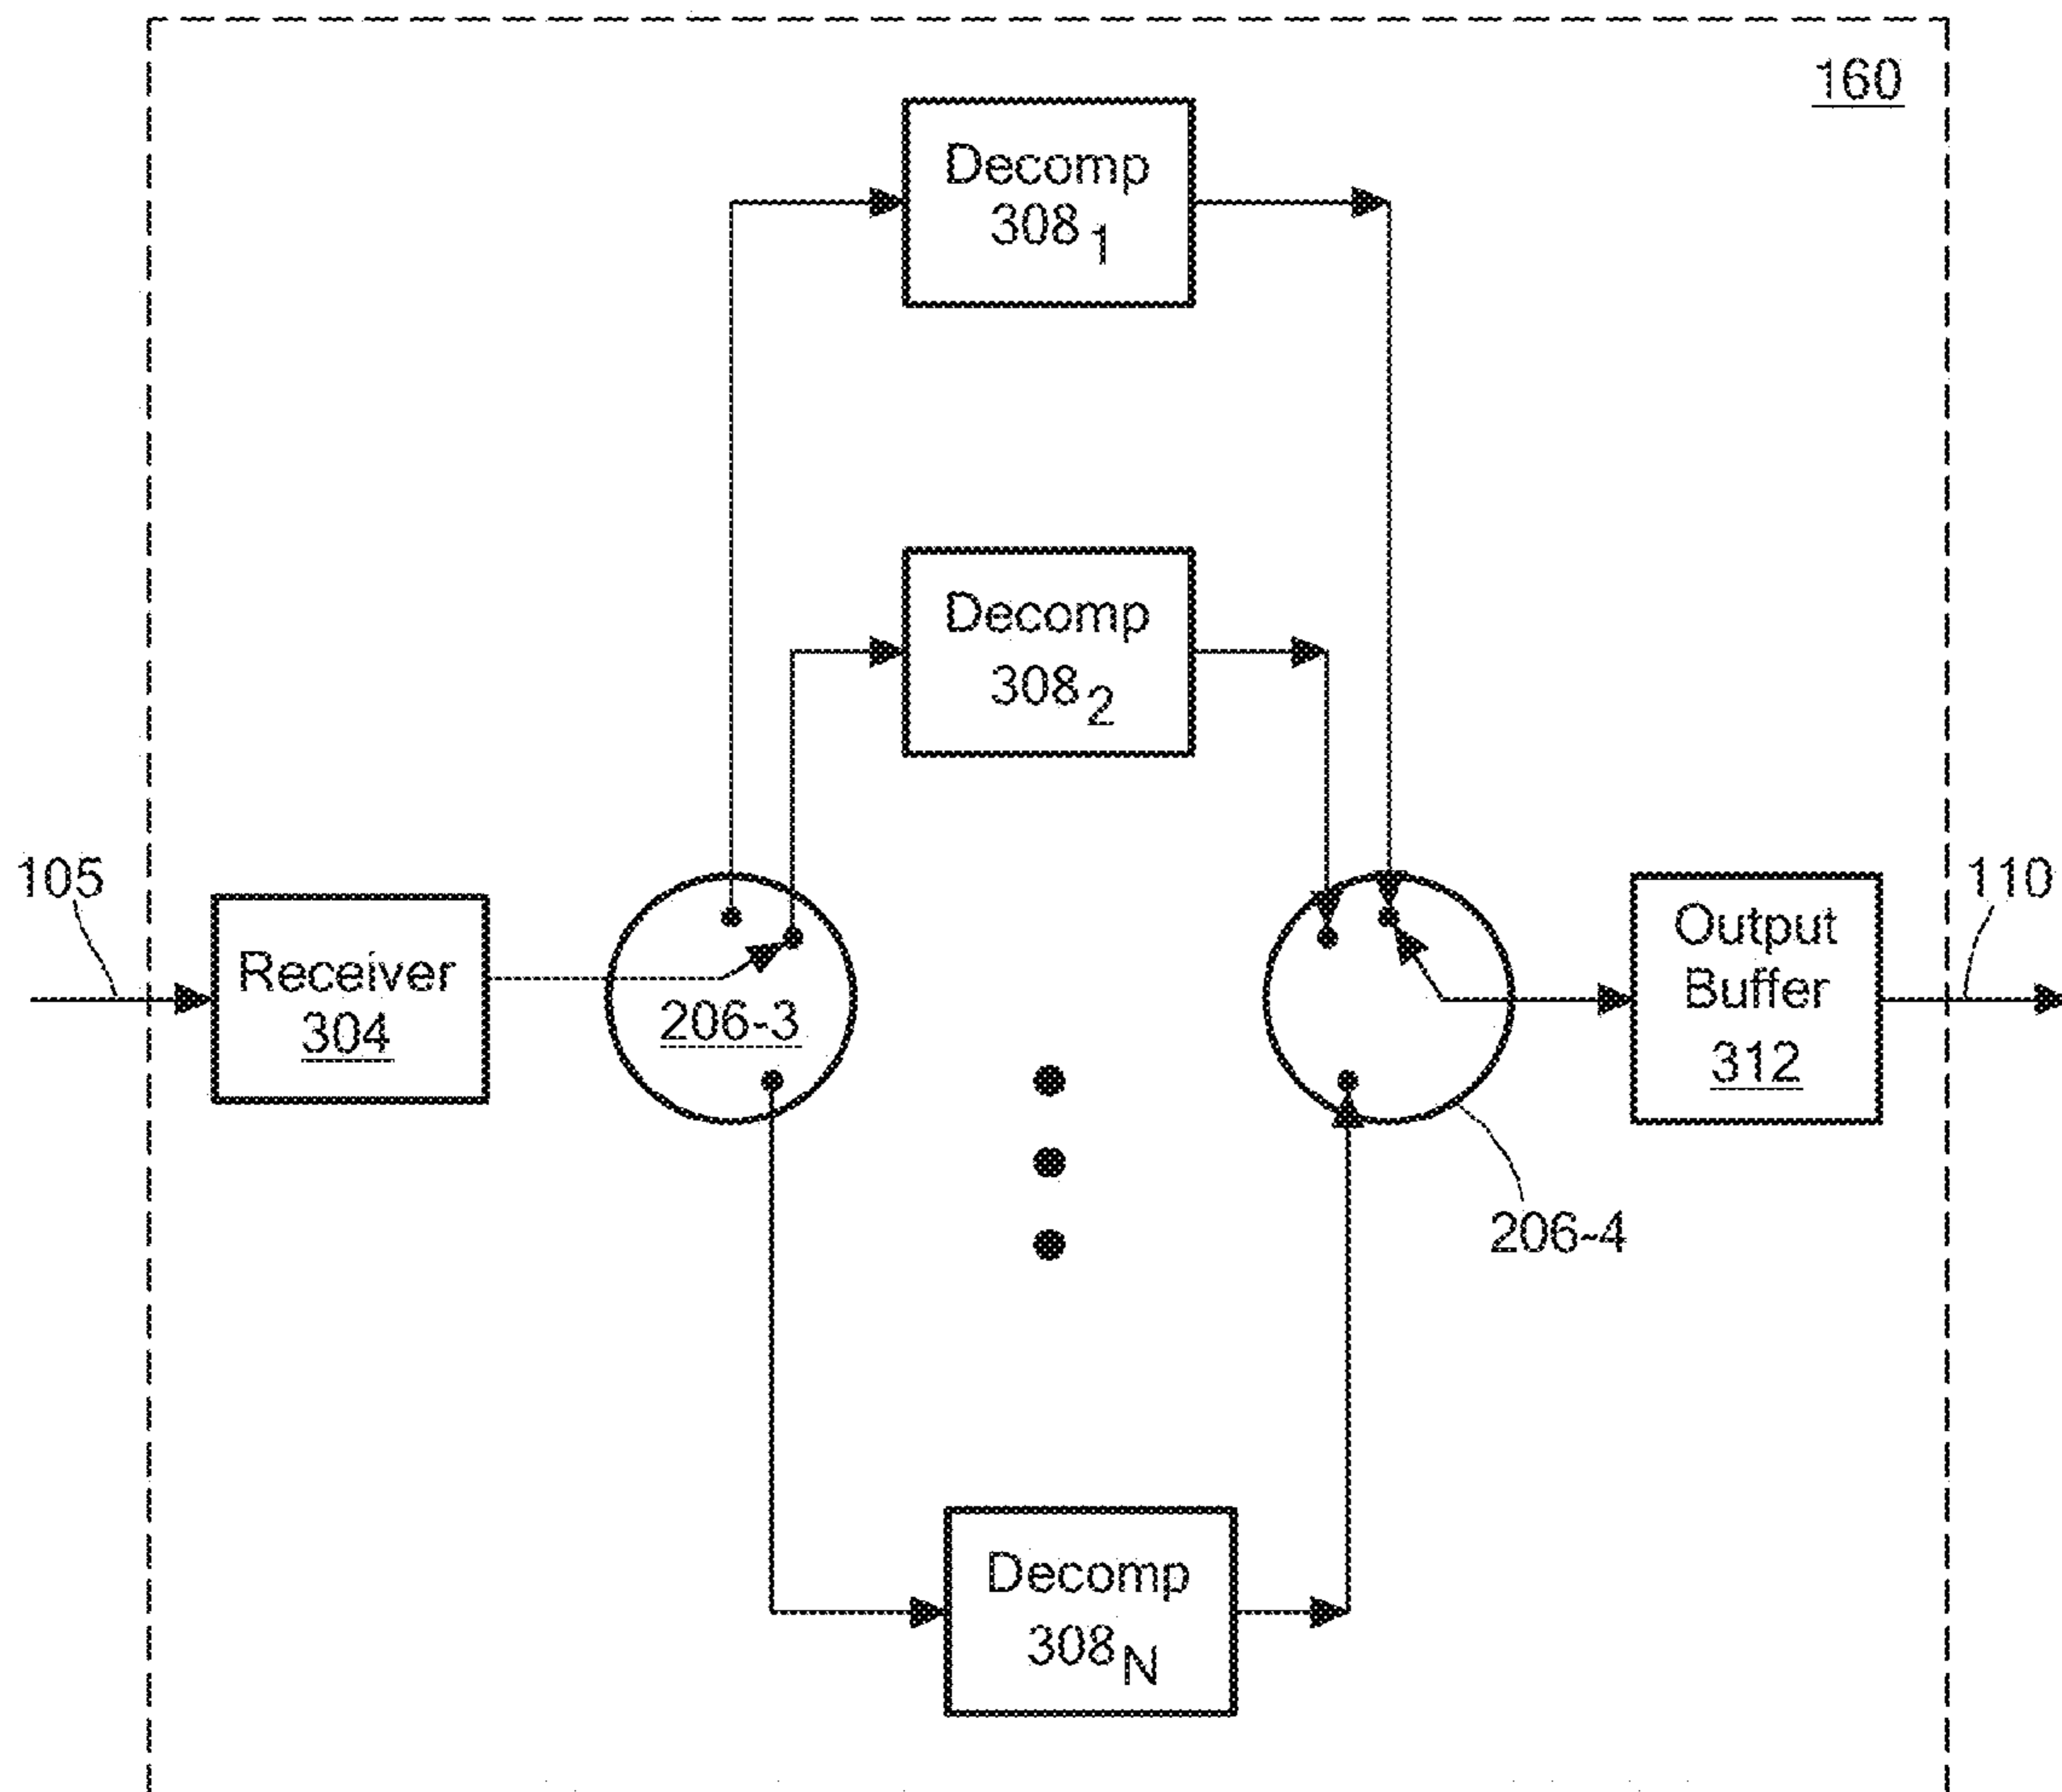 160
Decomp
308 1
Decomp
308 2
105
Receiver
304
206-3
Output
Buffer
312
110
206-4
Decomp
308 N